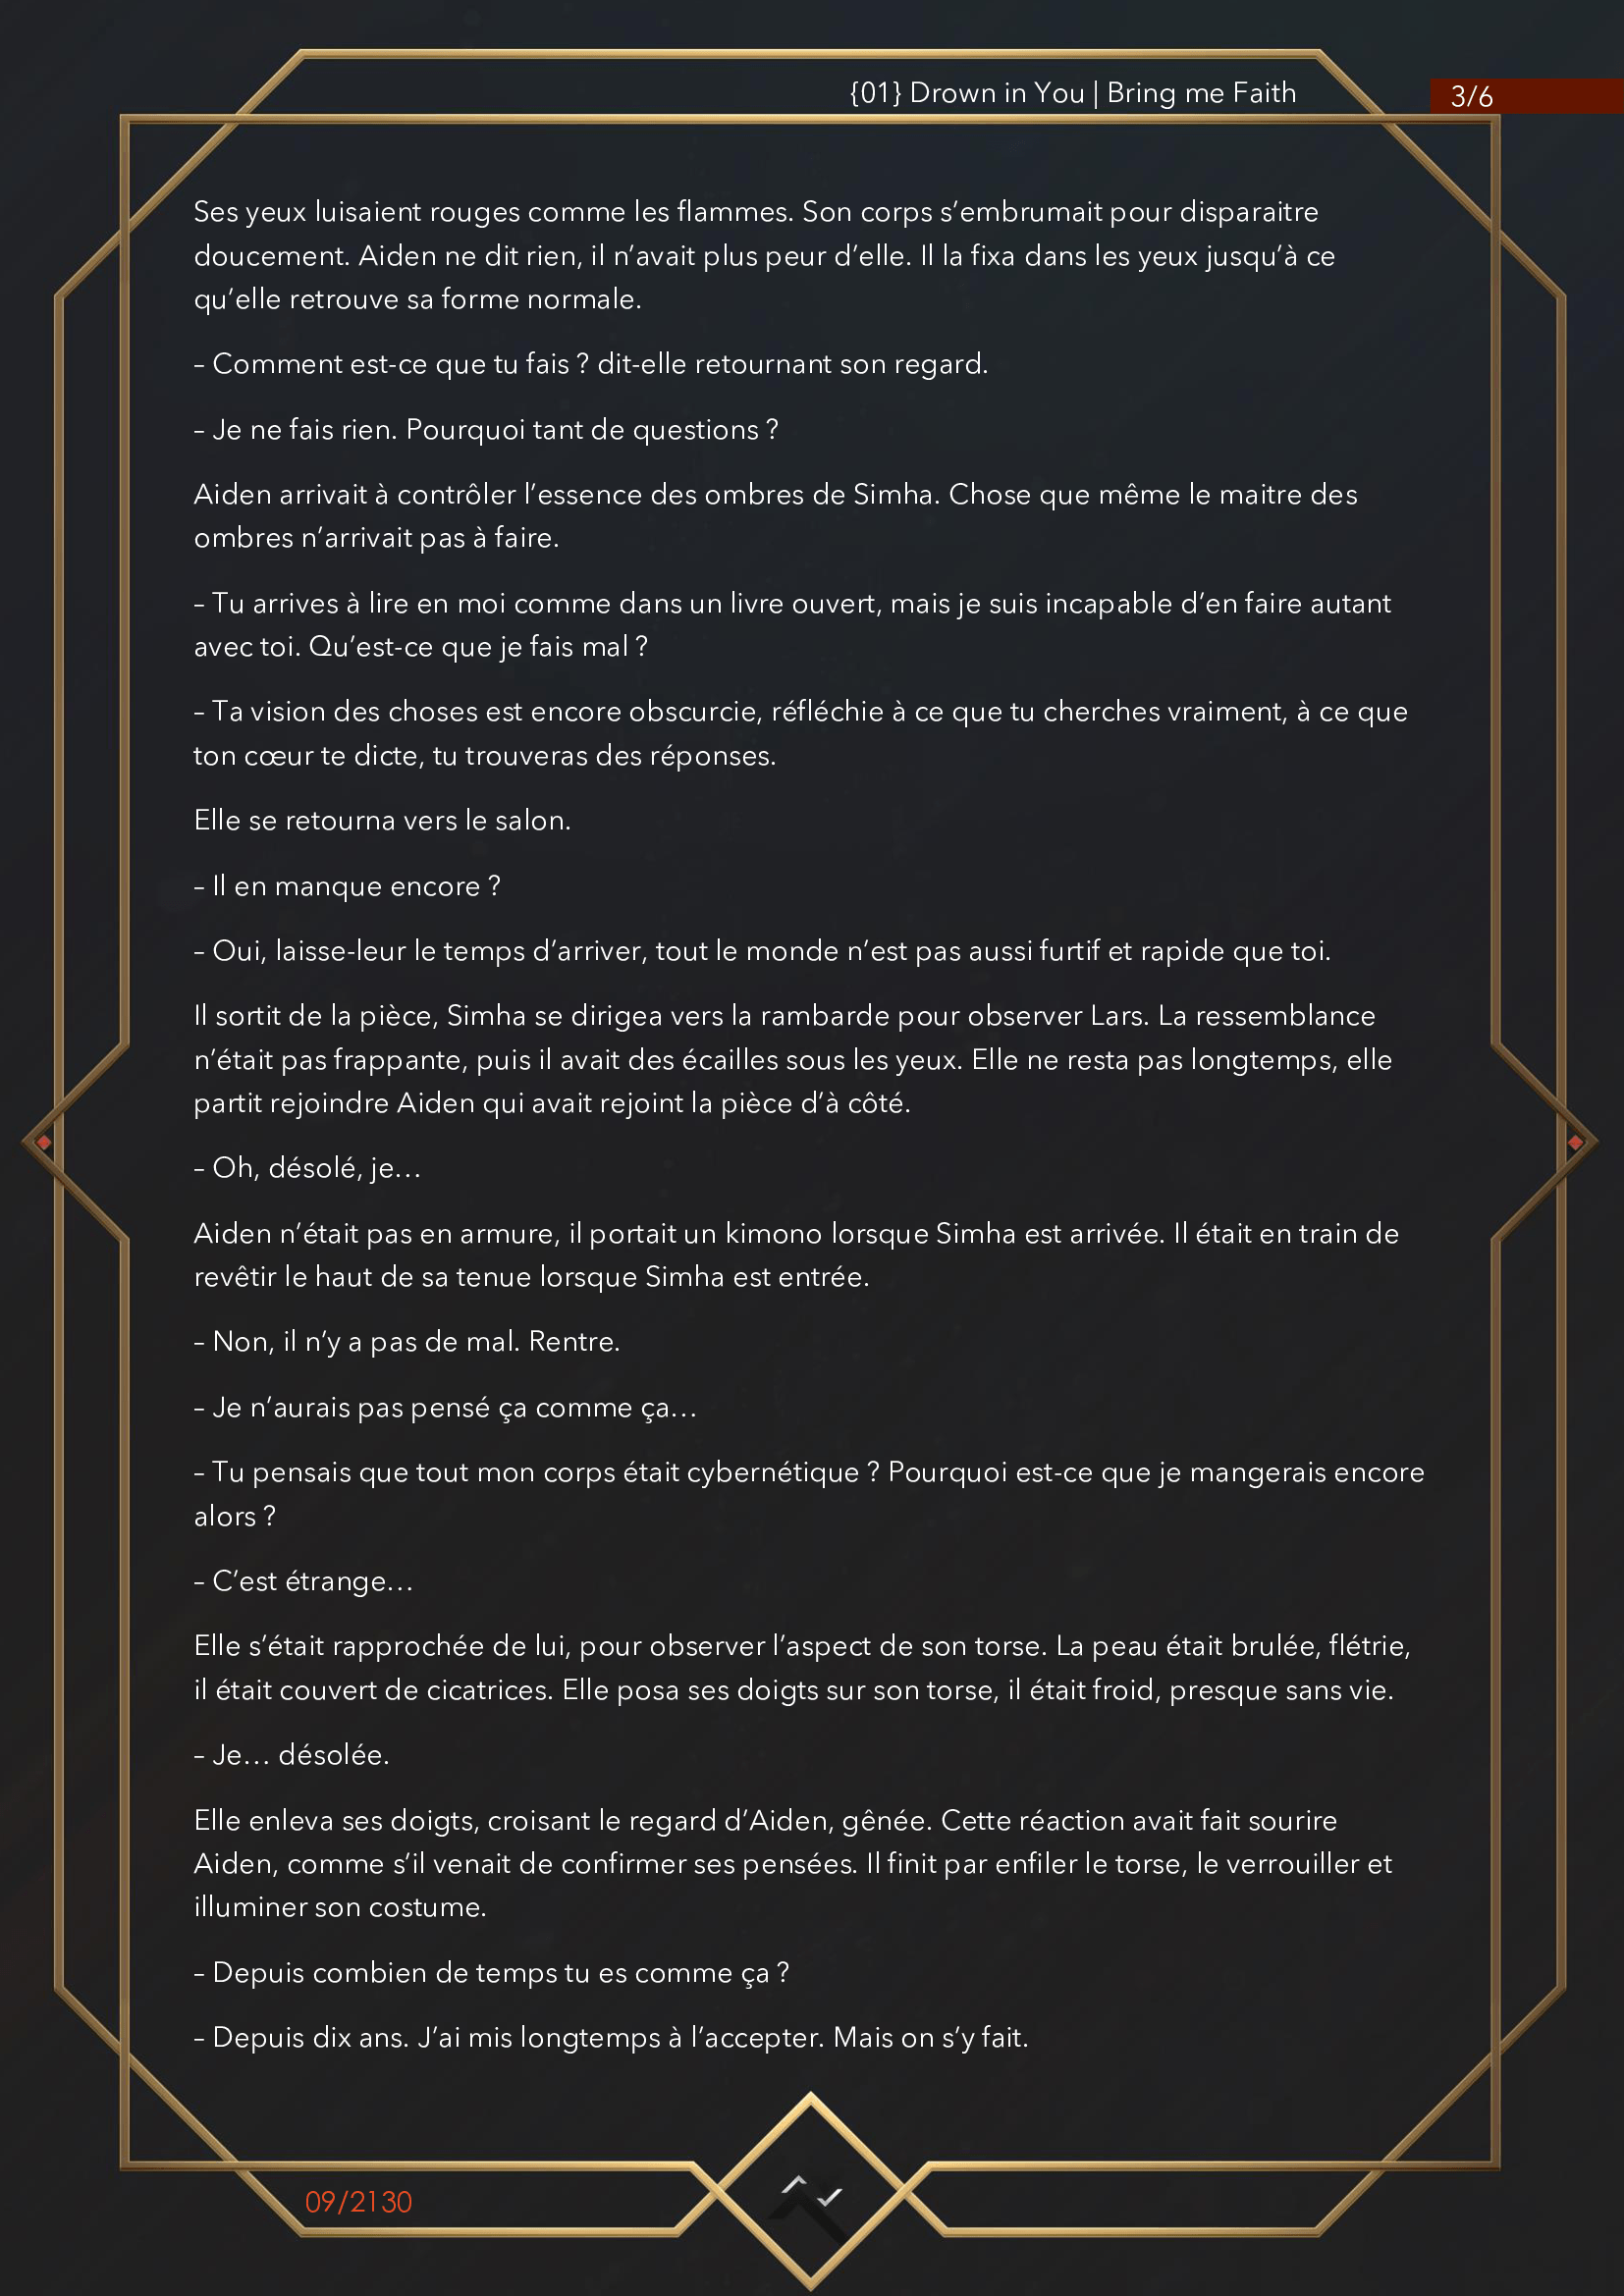 {01} Drown in You | Bring me Faith
3/6
Ses yeux luisaient rouges comme les flammes. Son corps s’embrumait pour disparaitre
doucement. Aiden ne dit rien, il n’avait plus peur d’elle. Il la fixa dans les yeux jusqu’à ce
qu’elle retrouve sa forme normale.
– Comment est-ce que tu fais ? dit-elle retournant son regard.
– Je ne fais rien. Pourquoi tant de questions ?
Aiden arrivait à contrôler l’essence des ombres de Simha. Chose que même le maitre des
ombres n’arrivait pas à faire.
– Tu arrives à lire en moi comme dans un livre ouvert, mais je suis incapable d’en faire autant
avec toi. Qu’est-ce que je fais mal ?
– Ta vision des choses est encore obscurcie, réfléchie à ce que tu cherches vraiment, à ce que
ton cœur te dicte, tu trouveras des réponses.
Elle se retourna vers le salon.
– Il en manque encore ?
– Oui, laisse-leur le temps d’arriver, tout le monde n’est pas aussi furtif et rapide que toi.
Il sortit de la pièce, Simha se dirigea vers la rambarde pour observer Lars. La ressemblance
n’était pas frappante, puis il avait des écailles sous les yeux. Elle ne resta pas longtemps, elle
partit rejoindre Aiden qui avait rejoint la pièce d’à côté.
– Oh, désolé, je…
Aiden n’était pas en armure, il portait un kimono lorsque Simha est arrivée. Il était en train de
revêtir le haut de sa tenue lorsque Simha est entrée.
– Non, il n’y a pas de mal. Rentre.
– Je n’aurais pas pensé ça comme ça…
– Tu pensais que tout mon corps était cybernétique ? Pourquoi est-ce que je mangerais encore
alors ?
– C’est étrange…
Elle s’était rapprochée de lui, pour observer l’aspect de son torse. La peau était brulée, flétrie,
il était couvert de cicatrices. Elle posa ses doigts sur son torse, il était froid, presque sans vie.
– Je… désolée.
Elle enleva ses doigts, croisant le regard d’Aiden, gênée. Cette réaction avait fait sourire
Aiden, comme s’il venait de confirmer ses pensées. Il finit par enfiler le torse, le verrouiller et
illuminer son costume.
– Depuis combien de temps tu es comme ça ?
– Depuis dix ans. J’ai mis longtemps à l’accepter. Mais on s’y fait.
09/2130